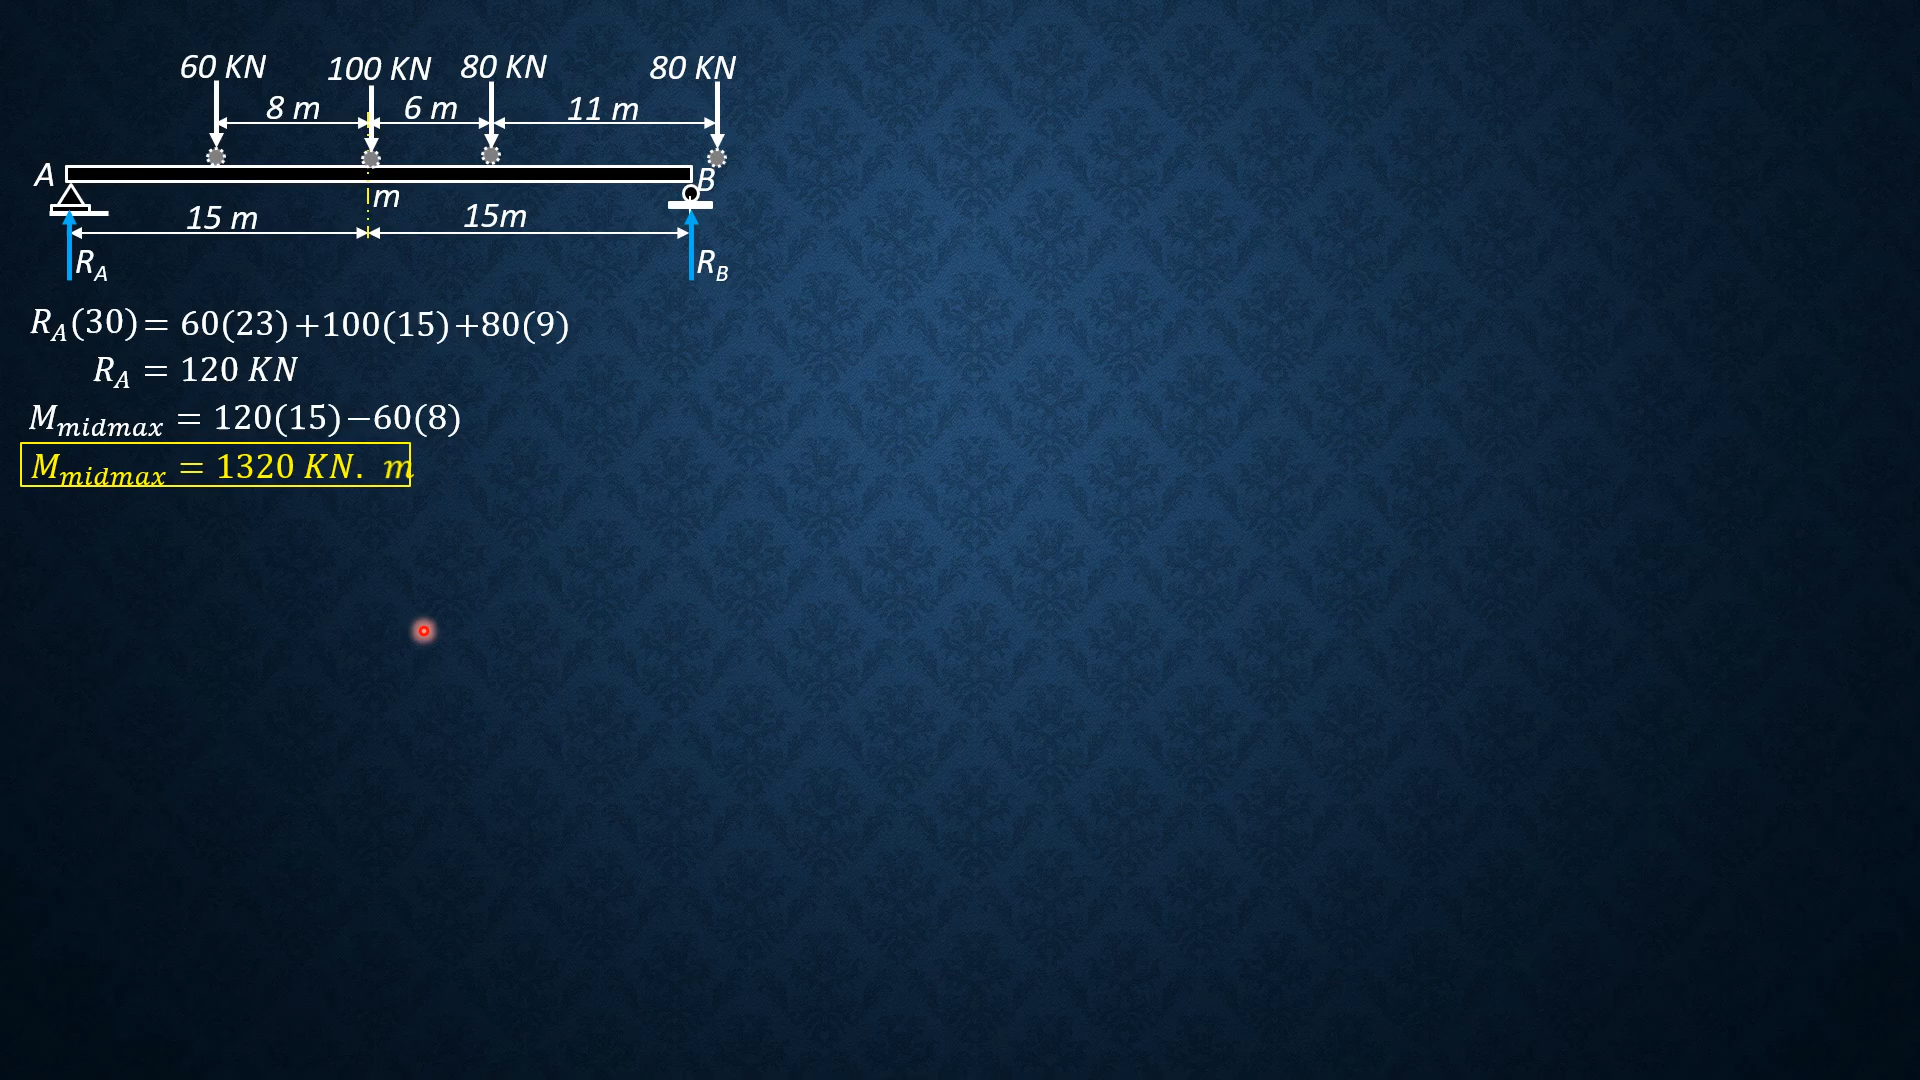 60 KN 100 KN 80 KN 80 KN
8 m 6 m 11 m
A B
m
15 m 15m
R_A R_B
R_A(30) = 60(23)+100(15)+80(9)
R_A = 120 KN
M_midmax = 120(15)−60(8)
M_midmax = 1320 KN. m